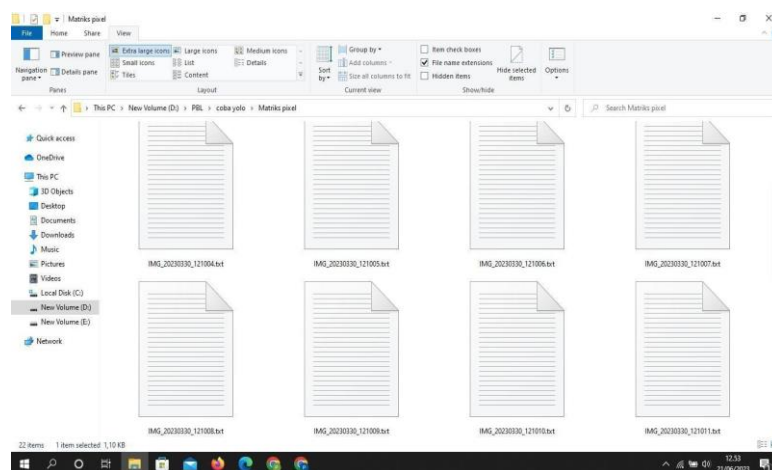 Matriks pixel
File Home Share View
Navigation pane
Preview pane
Details pane
Panes
Extra large icons Large icons Medium icons
Small icons List Details
Tiles Content
Layout
Sort by
Group by
Add columns
Size all columns to fit
Current view
Item check boxes
File name extensions
Hidden items
Hide selected items
Show/hide
Options
This PC > New Volume (D:) > PBL > coba yolo > Matriks pixel
Search Matriks pixel
Quick access
OneDrive
This PC
3D Objects
Desktop
Documents
Downloads
Music
Pictures
Videos
Local Disk (C:)
New Volume (D:)
New Volume (E:)
Network
IMG_20230330_121004.txt IMG_20230330_121005.txt IMG_20230330_121006.txt IMG_20230330_121007.txt
IMG_20230330_121008.txt IMG_20230330_121009.txt IMG_20230330_121010.txt IMG_20230330_121011.txt
22 items 1 item selected 1,10 KB
12.53
21/06/2023